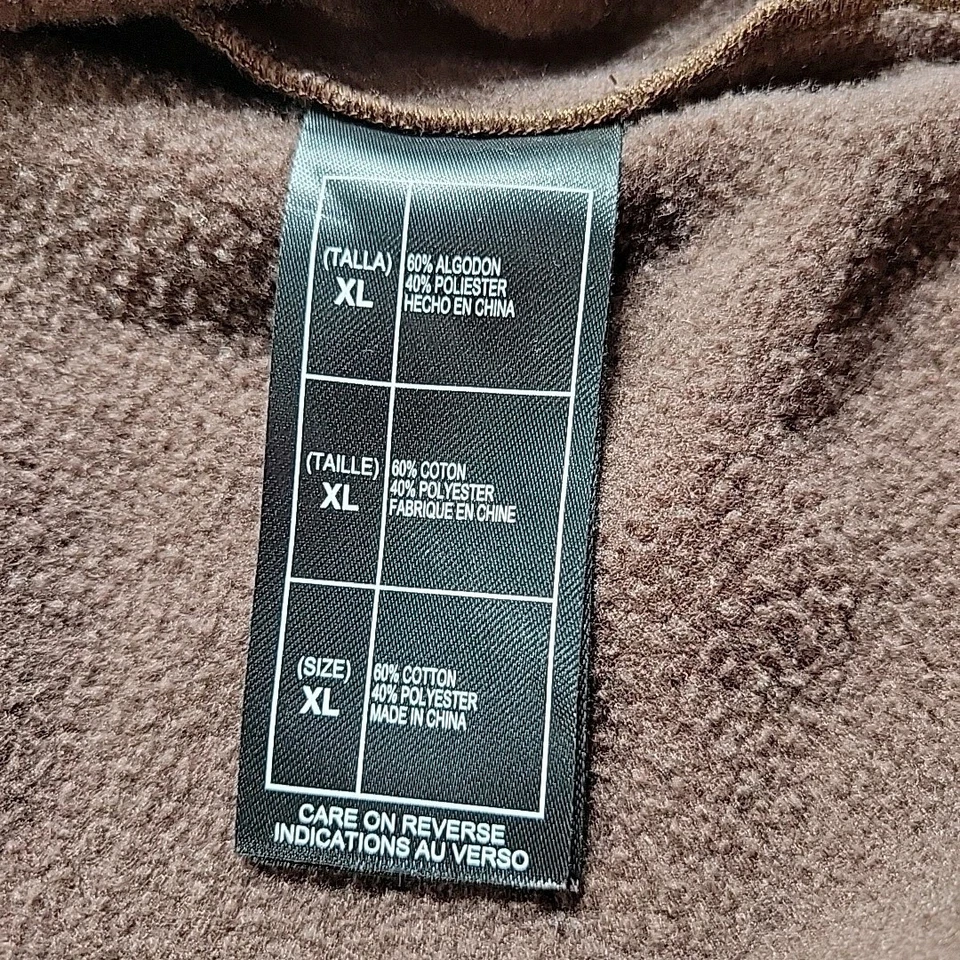 (TALLA)
XL
60% ALGODON
40% POLIESTER
HECHO EN CHINA
(TAILLE)
XL
60% COTON
40% POLYESTER
FABRIQUE EN CHINE
(SIZE)
XL
60% COTTON
40% POLYESTER
MADE IN CHINA
CARE ON REVERSE
INDICATIONS AU VERSO